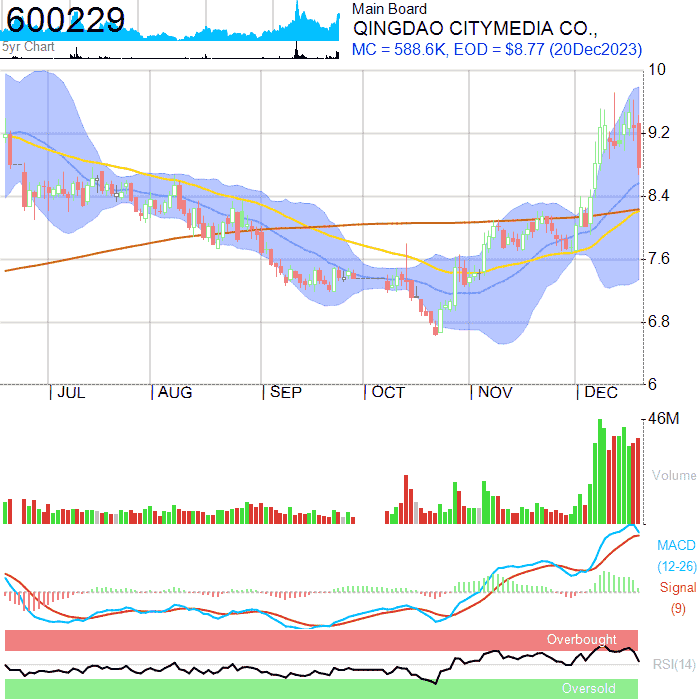 600229
5yr Chart
Main Board
QINGDAO CITYMEDIA CO.,
MC = 588.6K, EOD = $8.77 (20Dec2023)
10
9.2
8.4
7.6
6.8
6
JUL
AUG
SEP
OCT
NOV
DEC
46M
Volume
MACD
(12-26)
Signal
(9)
Overbought
RSI(14)
Oversold